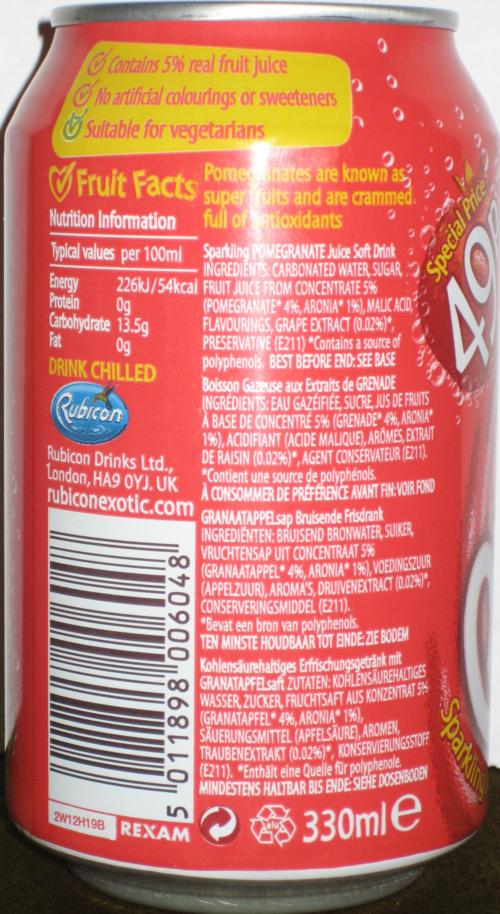 Contains 5% real fruit juice
No artificial colourings or sweeteners
Suitable for vegetarians
Fruit Facts
Nutrition Information
Typical values per 100ml
Energy 226kJ/54kcal
Protein 0g
Carbohydrate 13.5g
Fat 0g
DRINK CHILLED
Rubicon
Rubicon Drinks Ltd.,
London, HA9 0YJ. UK
rubiconexotic.com
5 011898 006048
2W12H19B
REXAM
Pomegranates are known as
super fruits and are crammed
full of antioxidants
Sparkling POMEGRANATE Juice Soft Drink
INGREDIENTS: CARBONATED WATER, SUGAR,
FRUIT JUICE FROM CONCENTRATE 5%
(POMEGRANATE* 4%, ARONIA* 1%), MALIC ACID,
FLAVOURINGS, GRAPE EXTRACT (0.02%)*,
PRESERVATIVE (E211) *Contains a source of
polyphenols. BEST BEFORE END: SEE BASE
Boisson Gazeuse aux Extraits de GRENADE
INGRÉDIENTS: EAU GAZÉIFIÉE, SUCRE, JUS DE FRUITS
À BASE DE CONCENTRÉ 5% (GRENADE* 4%, ARONIA*
1%), ACIDIFIANT (ACIDE MALIQUE), ARÔMES, EXTRAIT
DE RAISIN (0.02%)*, AGENT CONSERVATEUR (E211).
*Contient une source de polyphénols.
À CONSOMMER DE PRÉFÉRENCE AVANT FIN: VOIR FOND
GRANAATAPPELsap Bruisende Frisdrank
INGREDIËNTEN: BRUISEND BRONWATER, SUIKER,
VRUCHTENSAP UIT CONCENTRAAT 5%
(GRANAATAPPEL* 4%, ARONIA* 1%), VOEDINGSZUUR
(APPELZUUR), AROMA'S, DRUIVENEXTRACT (0.02%)*,
CONSERVERINGSMIDDEL (E211).
*Bevat een bron van polyphenols.
TEN MINSTE HOUDBAAR TOT EINDE: ZIE BODEM
Kohlensäurehaltiges Erfrischungsgetränk mit
GRANATAPFELsaft ZUTATEN: KOHLENSÄUREHALTIGES
WASSER, ZUCKER, FRUCHTSAFT AUS KONZENTRAT 5%
(GRANATAPFEL* 4%, ARONIA* 1%),
SÄUERUNGSMITTEL (APFELSÄURE), AROMEN,
TRAUBENEXTRAKT (0.02%)*, KONSERVIERUNGSSTOFF
(E211). *Enthält eine Quelle für polyphenole.
MINDESTENS HALTBAR BIS ENDE: SIEHE DOSENBODEN
alu
330ml e
Special Price
49p
Sparkling